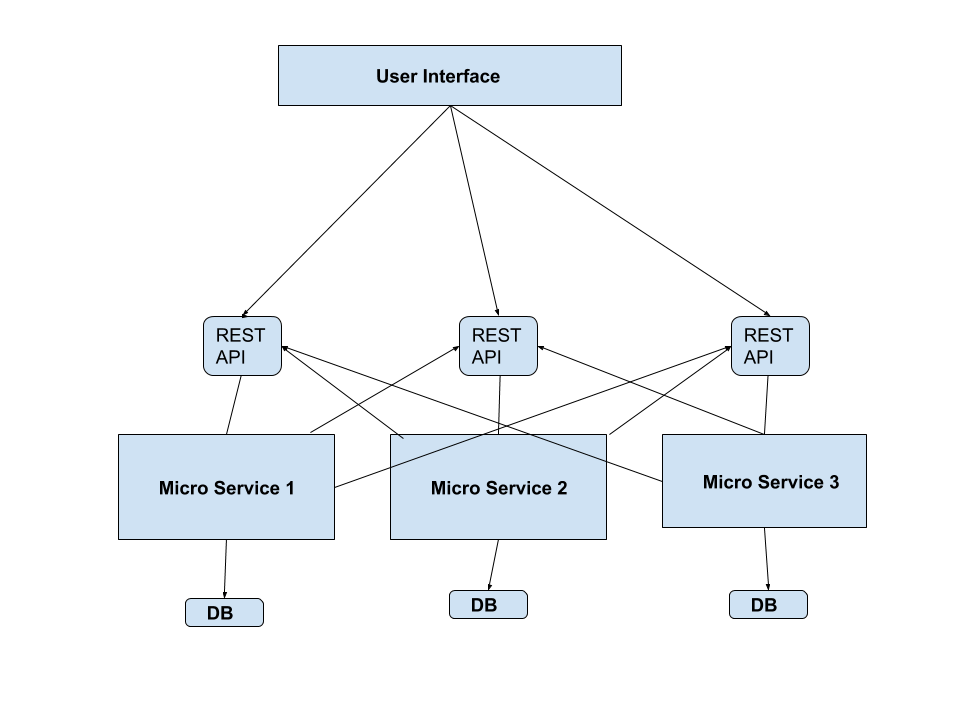 User Interface
REST
API
REST
API
REST
API
Micro Service 1
Micro Service 2
Micro Service 3
DB
DB
DB